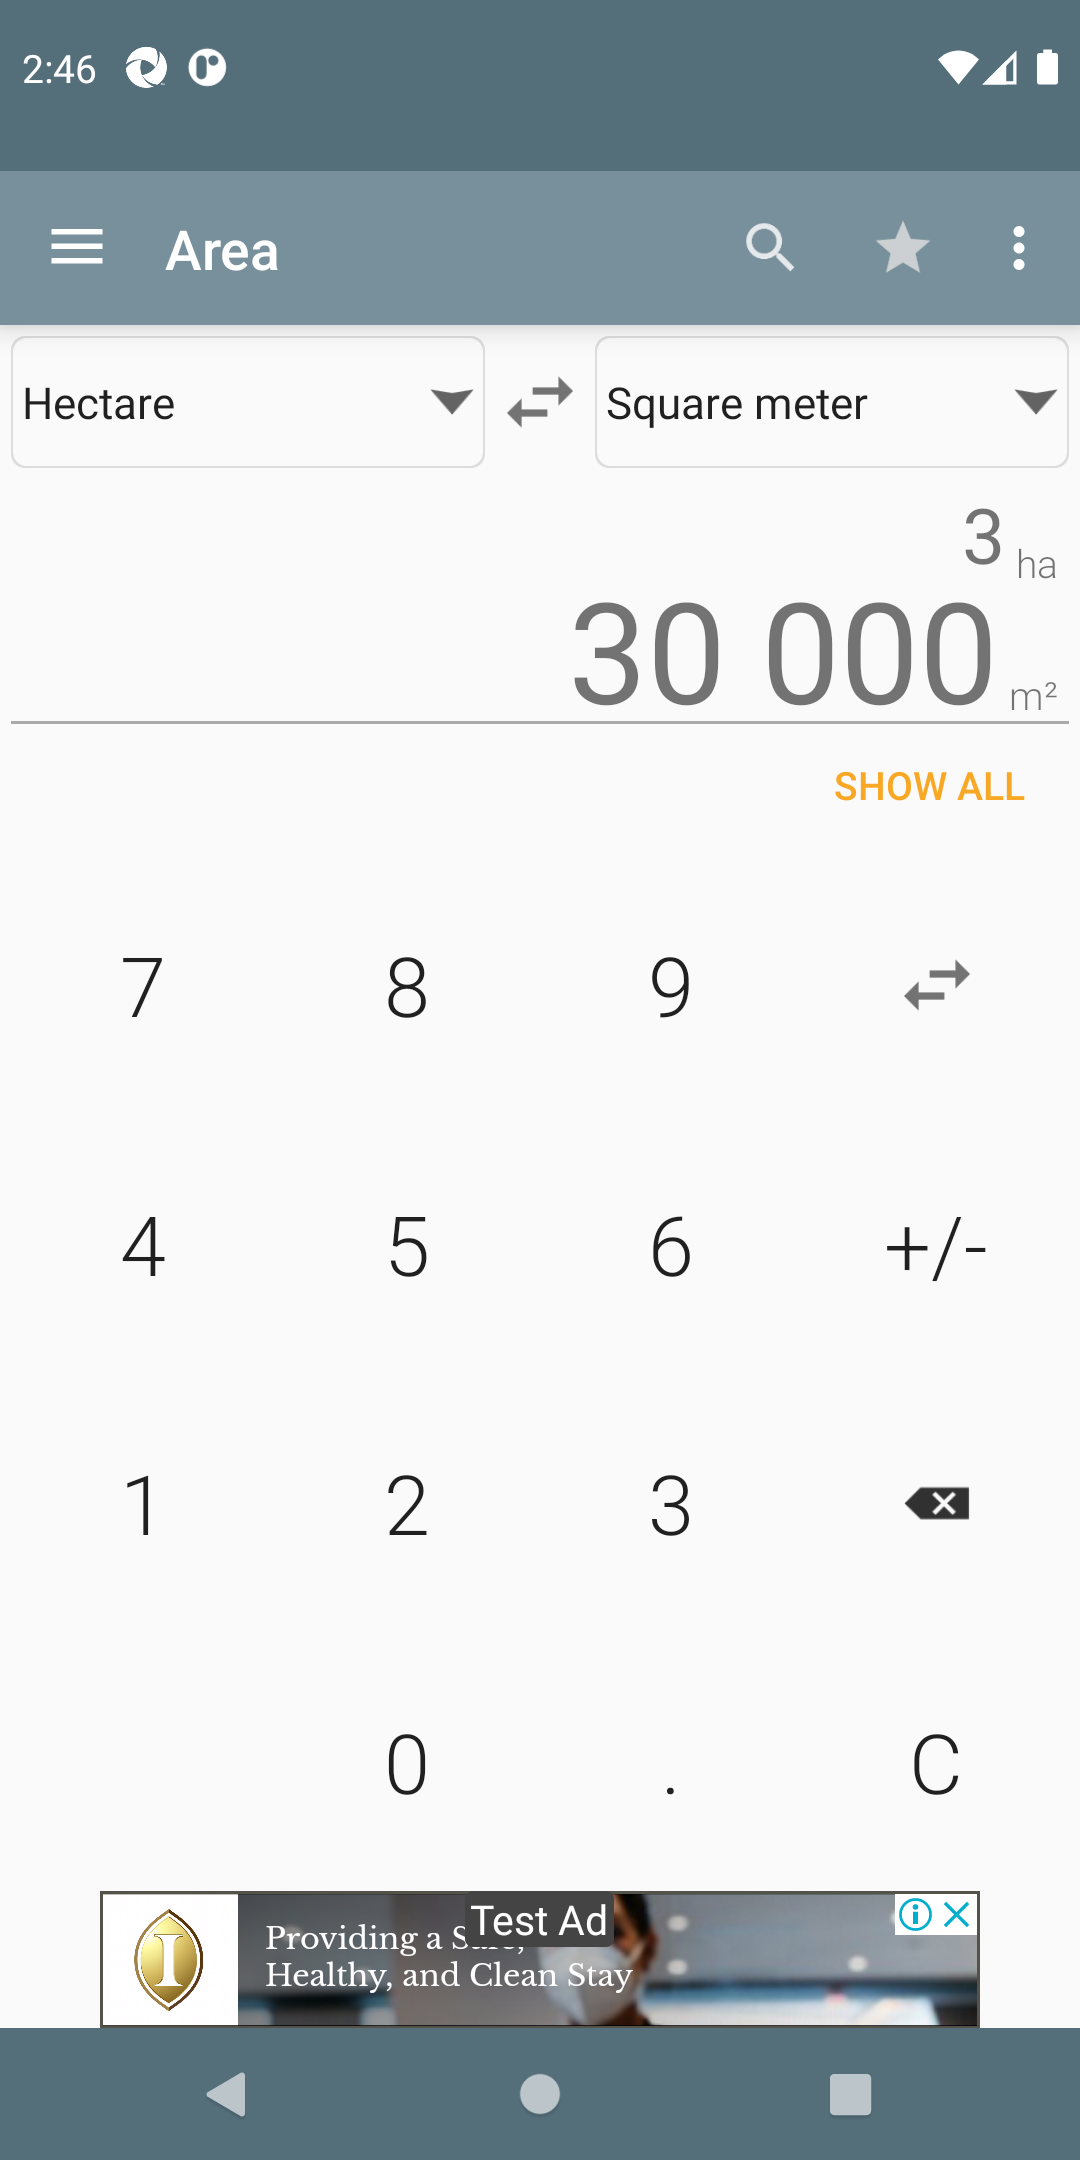 2:46
Area
Hectare
Square meter
3 ha
30 000 m²
SHOW ALL
7 8 9
4 5 6 +/-
1 2 3
0 . C
Test Ad
Providing a Safe,
Healthy, and Clean Stay